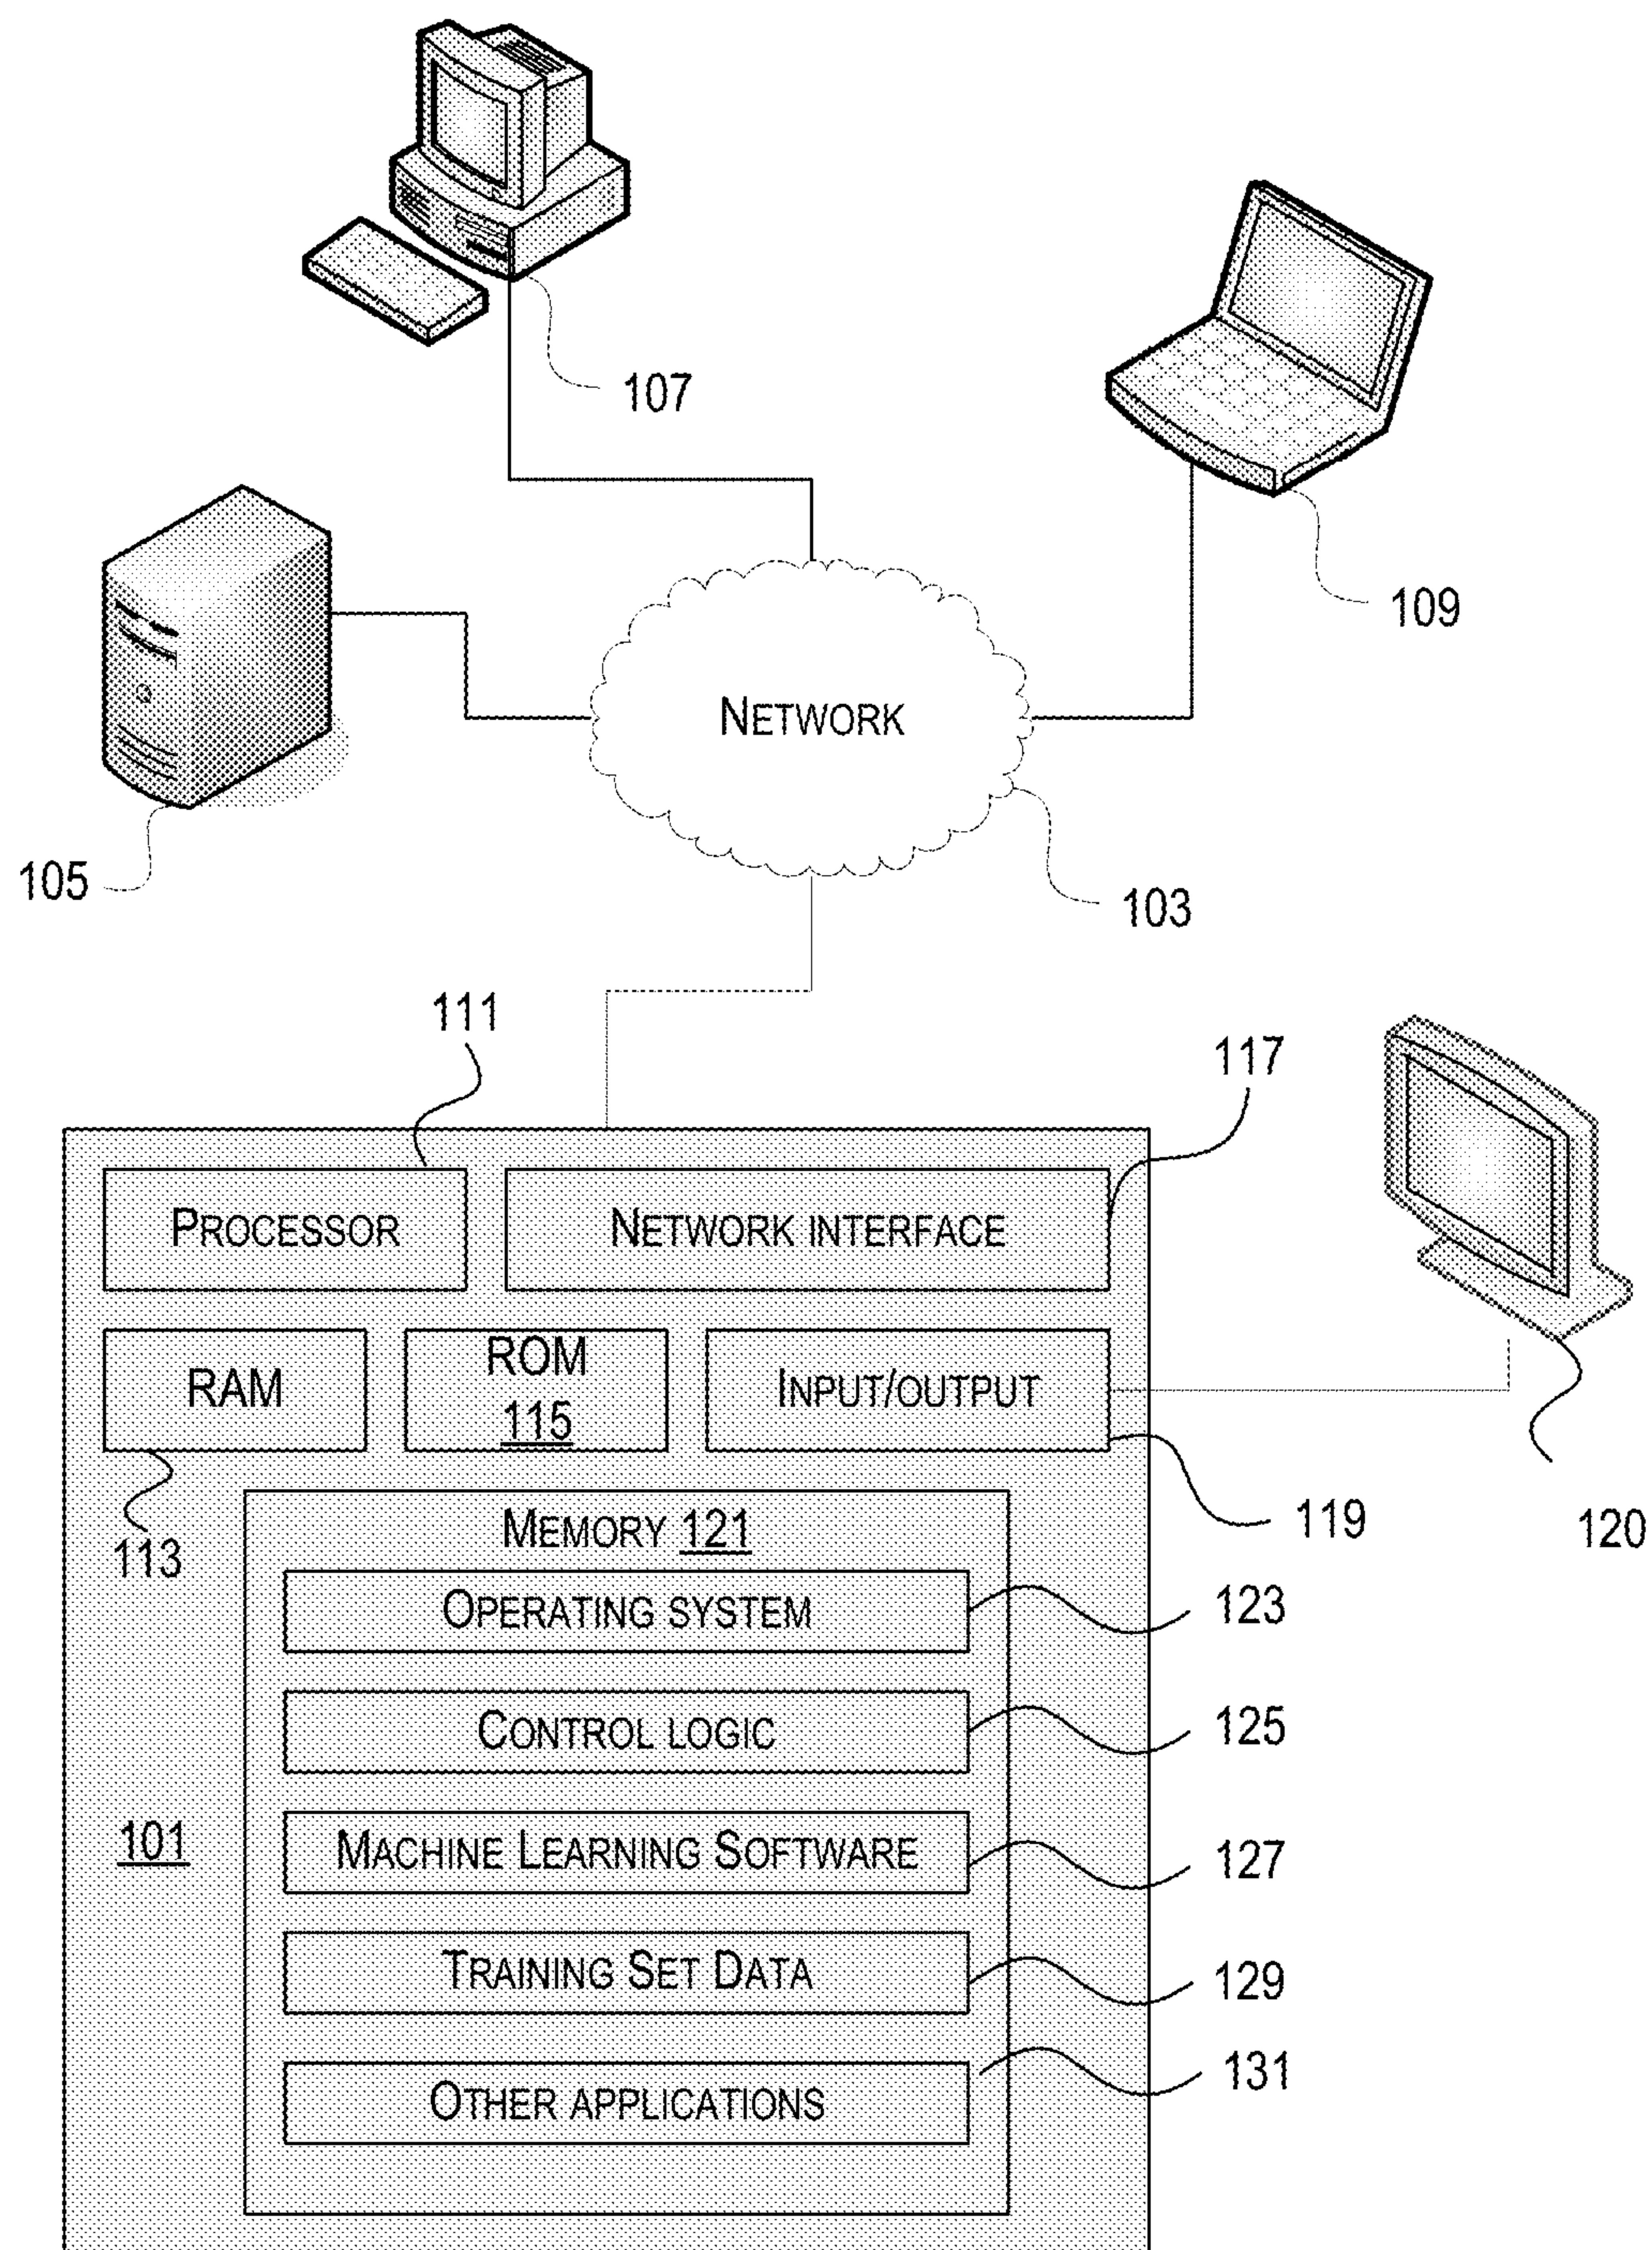 107
109
NETWORK
105
103
111
117
PROCESSOR
NETWORK INTERFACE
RAM
ROM
115
INPUT/OUTPUT
113
119
120
MEMORY 121
OPERATING SYSTEM
123
CONTROL LOGIC
125
101
MACHINE LEARNING SOFTWARE
127
TRAINING SET DATA
129
OTHER APPLICATIONS
131